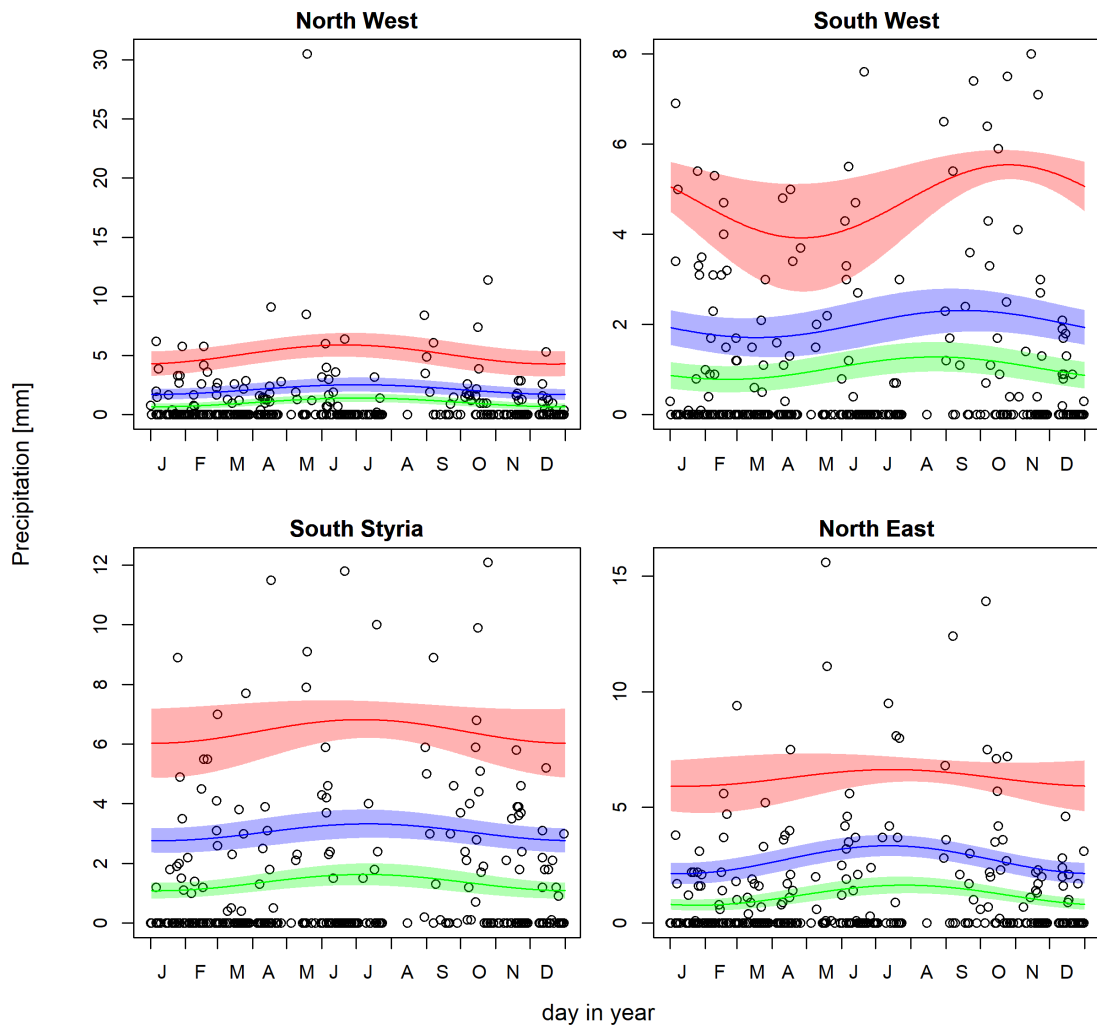 North West
South West
Precipitation [mm]
0 5 10 15 20 25 30
J F M A M J J A S O N D
0 2 4 6 8
J F M A M J J A S O N D
South Styria
North East
0 2 4 6 8 10 12
J F M A M J J A S O N D
0 5 10 15
J F M A M J J A S O N D
day in year